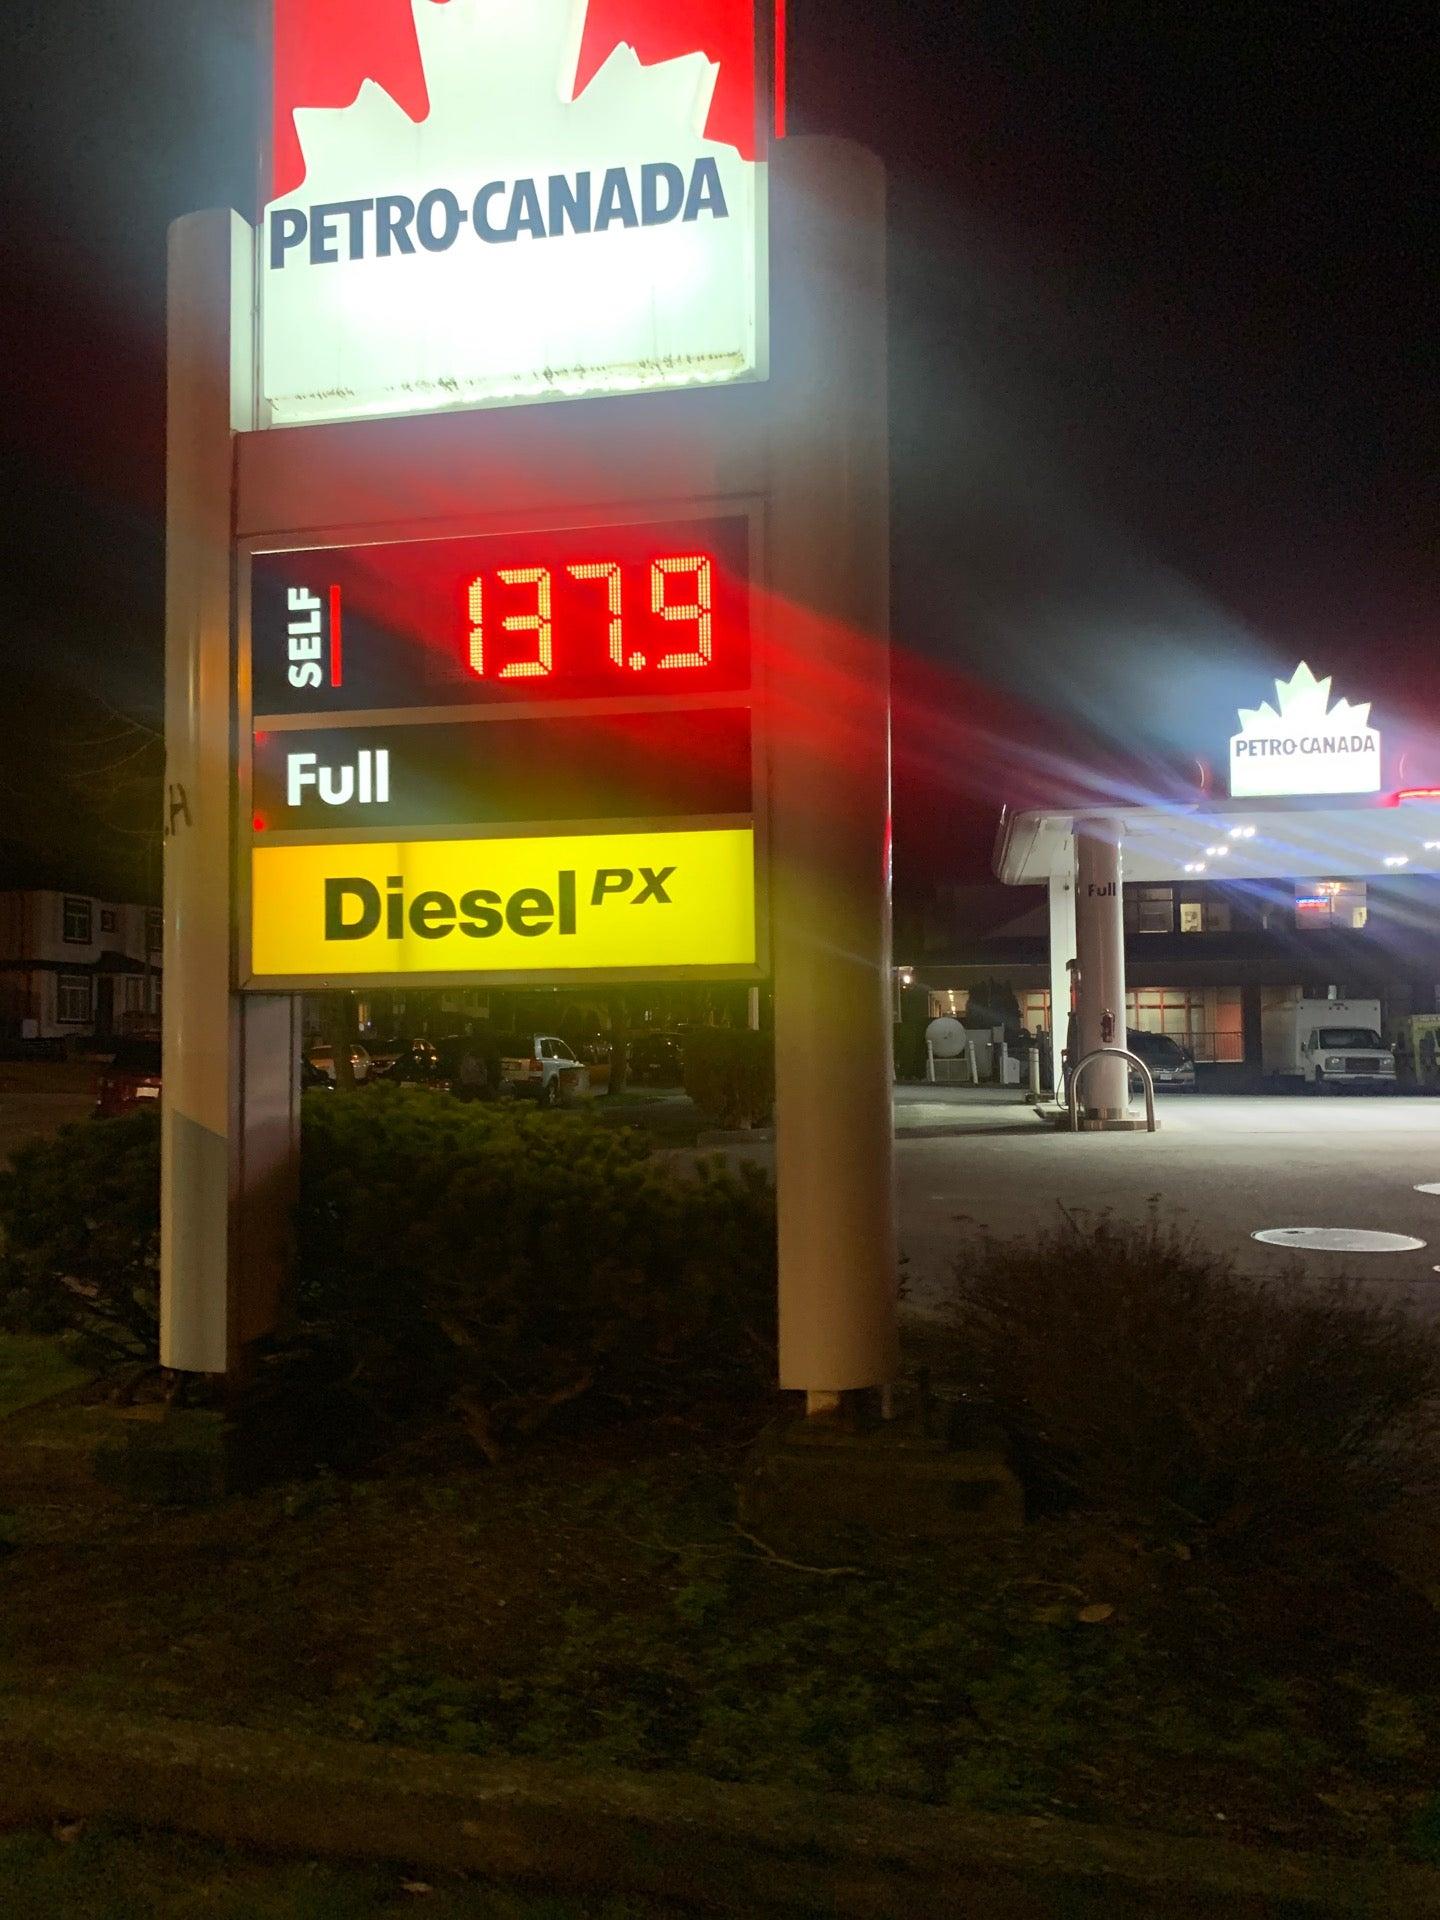 PETRO-CANADA
SELF 137.9
Full
Diesel PX
PETRO-CANADA
Full